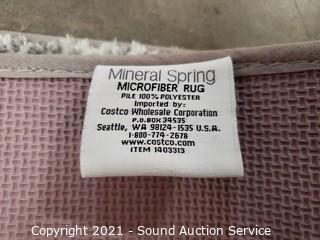 Mineral Spring
MICROFIBER RUG
PILE 100% POLYESTER
Imported by:
Costco Wholesale Corporation
P.O.BOX 34535
Seattle, WA 98124-1535 U.S.A.
1-800-774-2678
www.costco.com
ITEM 1403313
Copyright 2021 - Sound Auction Service